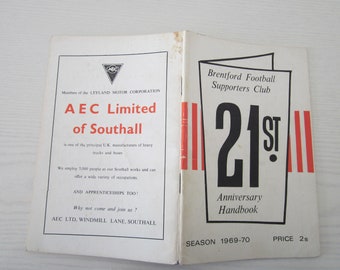 AEC
Members of the LEYLAND MOTOR CORPORATION
AEC Limited
of Southall
is one of the principal U.K. manufacturers of heavy
trucks and buses
We employ 5,000 people at our Southall works and can
offer a wide variety of occupations.
AND APPRENTICESHIPS TOO!
Why not come and join us ?
AEC LTD, WINDMILL LANE, SOUTHALL
Brentford Football
Supporters Club
21ST
Anniversary
Handbook
SEASON 1969-70 PRICE 2s